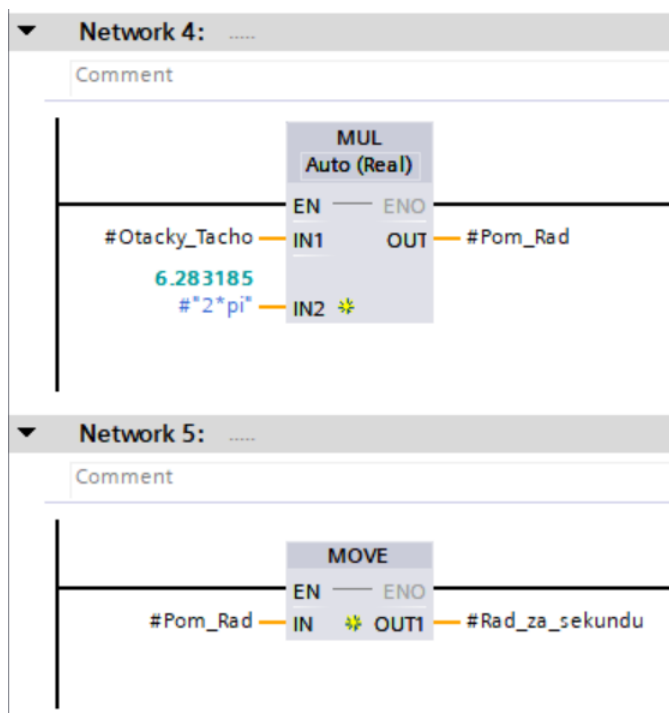 Network 4: .....
Comment
MUL
Auto (Real)
EN ENO
#Otacky_Tacho IN1 OUT #Pom_Rad
6.283185
#"2*pi" IN2
Network 5: .....
Comment
MOVE
EN ENO
#Pom_Rad IN OUT1 #Rad_za_sekundu